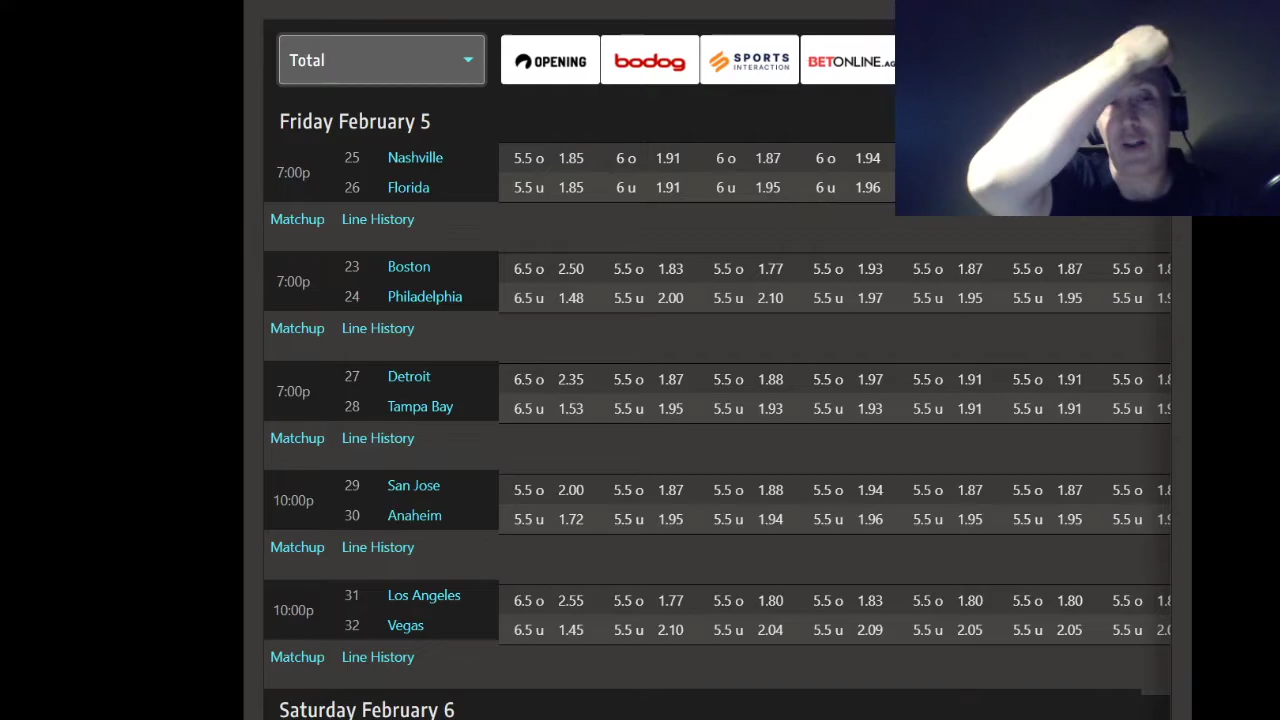 Total OPENING bodog SPORTS INTERACTION BETONLINE.AG
Friday February 5
7:00p 25 Nashville 5.5 o 1.85 6 o 1.91 6 o 1.87 6 o 1.94
26 Florida 5.5 u 1.85 6 u 1.91 6 u 1.95 6 u 1.96
Matchup Line History
7:00p 23 Boston 6.5 o 2.50 5.5 o 1.83 5.5 o 1.77 5.5 o 1.93 5.5 o 1.87 5.5 o 1.87 5.5 o
24 Philadelphia 6.5 u 1.48 5.5 u 2.00 5.5 u 2.10 5.5 u 1.97 5.5 u 1.95 5.5 u 1.95 5.5 u
Matchup Line History
7:00p 27 Detroit 6.5 o 2.35 5.5 o 1.87 5.5 o 1.88 5.5 o 1.97 5.5 o 1.91 5.5 o 1.91 5.5 o
28 Tampa Bay 6.5 u 1.53 5.5 u 1.95 5.5 u 1.93 5.5 u 1.93 5.5 u 1.91 5.5 u 1.91 5.5 u
Matchup Line History
10:00p 29 San Jose 5.5 o 2.00 5.5 o 1.87 5.5 o 1.88 5.5 o 1.94 5.5 o 1.87 5.5 o 1.87 5.5 o
30 Anaheim 5.5 u 1.72 5.5 u 1.95 5.5 u 1.94 5.5 u 1.96 5.5 u 1.95 5.5 u 1.95 5.5 u
Matchup Line History
10:00p 31 Los Angeles 6.5 o 2.55 5.5 o 1.77 5.5 o 1.80 5.5 o 1.83 5.5 o 1.80 5.5 o 1.80 5.5 o
32 Vegas 6.5 u 1.45 5.5 u 2.10 5.5 u 2.04 5.5 u 2.09 5.5 u 2.05 5.5 u 2.05 5.5 u
Matchup Line History
Saturday February 6